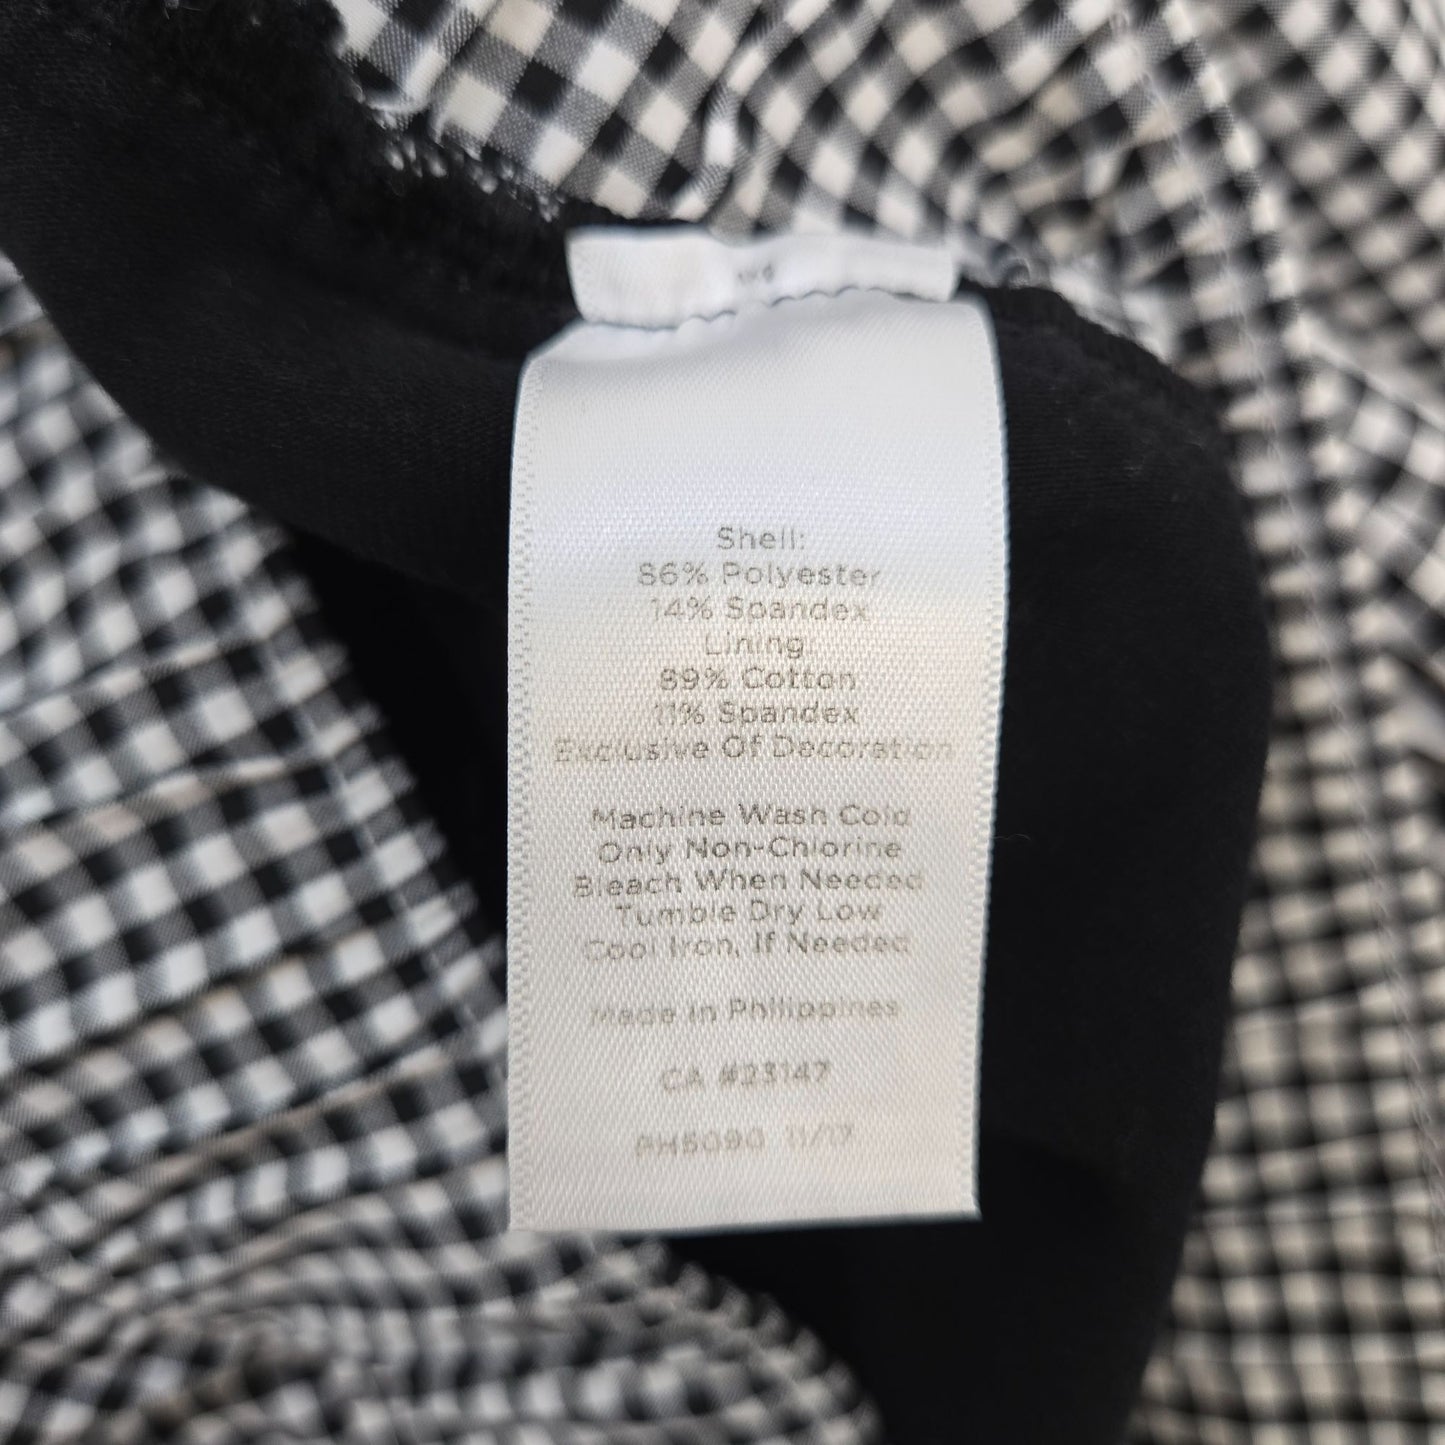 Shell:
86% Polyester
14% Spandex
Lining
89% Cotton
11% Spandex
Exclusive Of Decoration
Machine Wash Cold
Only Non-Chlorine
Bleach When Needed
Tumble Dry Low
Cool Iron, If Needed
Made In Philippines
CA #23147
PH5090 11/17